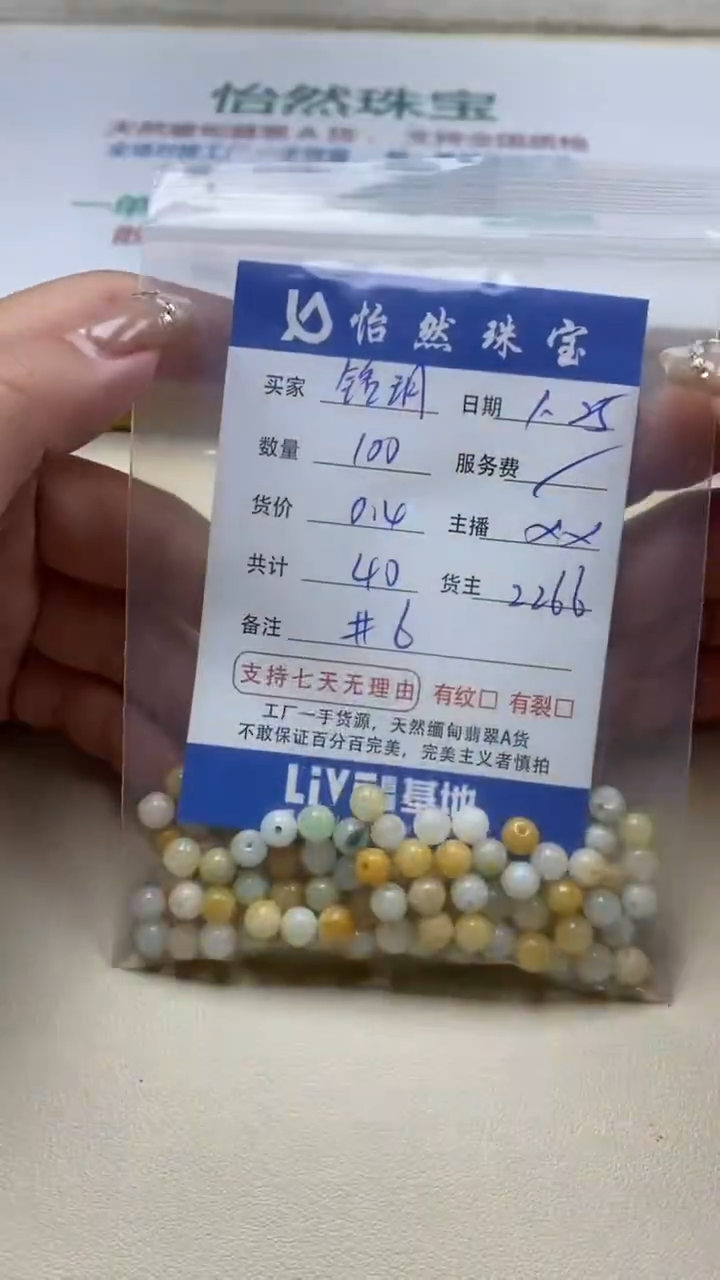 怡然珠宝
怡然珠宝
买家 日期 1.25
数量 100 服务费 /
货价 0.4 主播 XX
共计 40 货主 2266
备注 #6
支持七天无理由 有纹□ 有裂□
工厂一手货源，天然缅甸翡翠A货
不敢保证百分百完美，完美主义者慎拍
基地